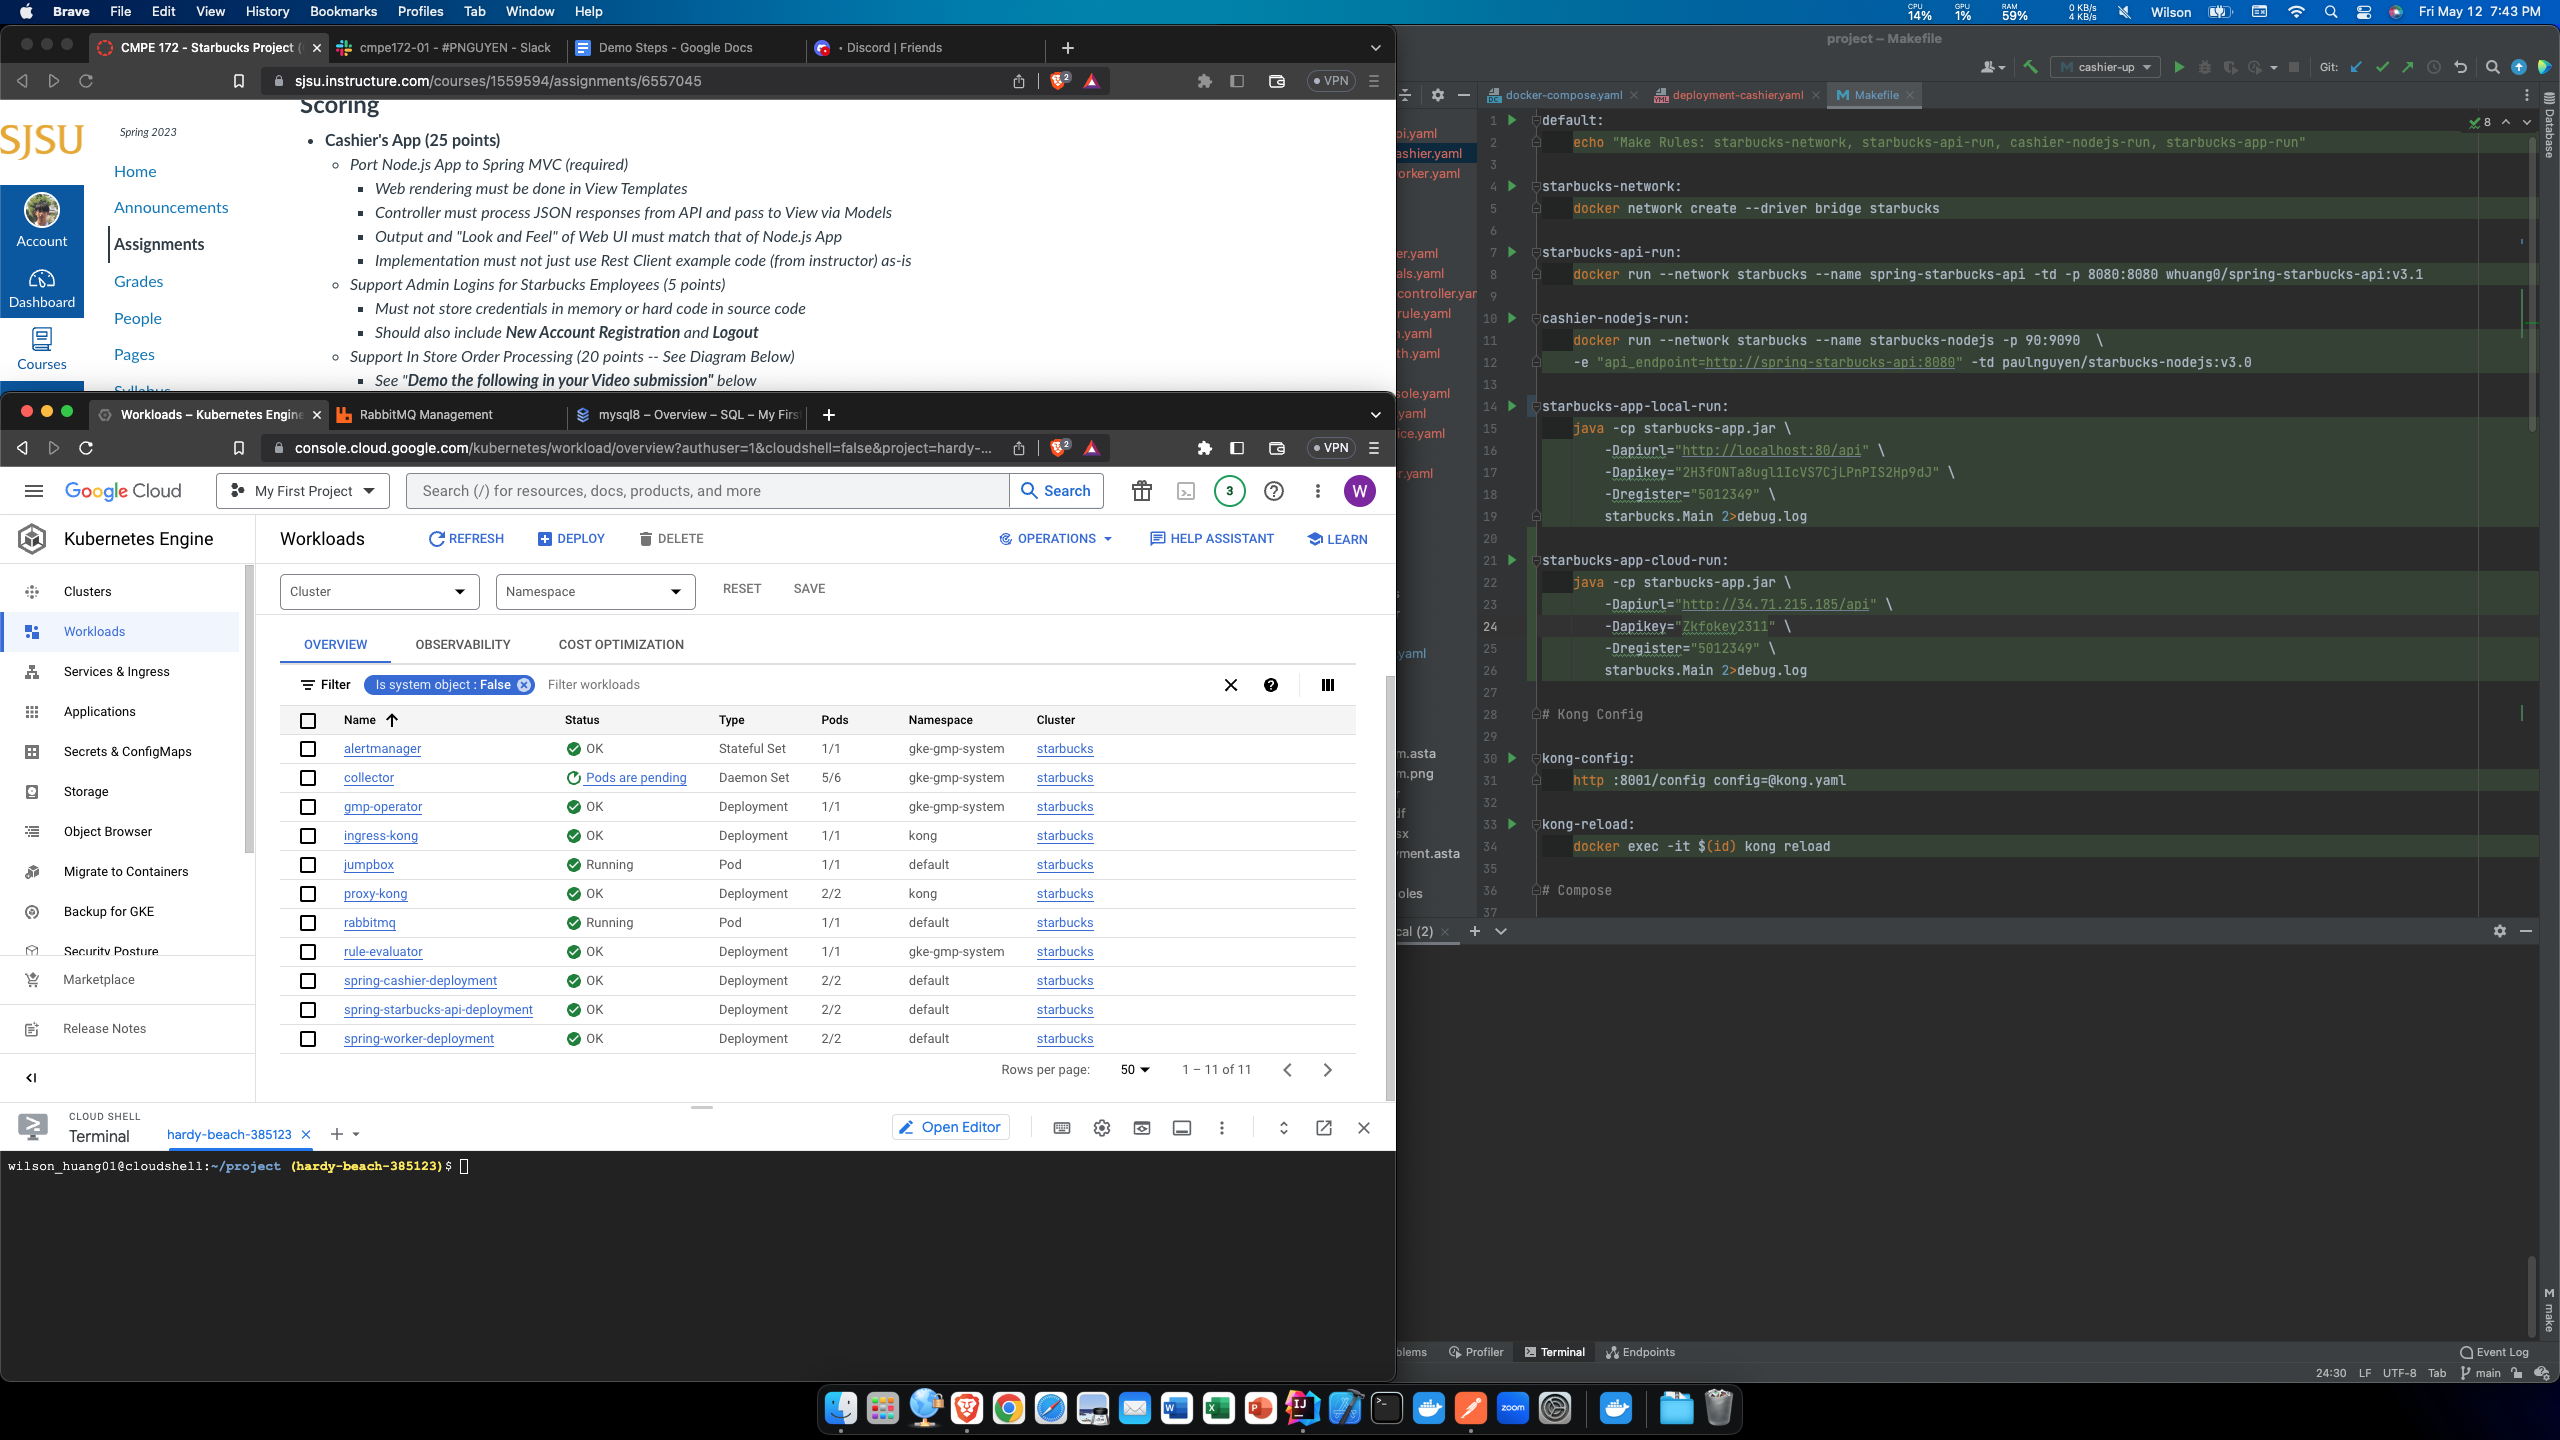 Brave File Edit View History Bookmarks Profiles Tab Window Help
CPU 14% GPU 1% RAM 59% 0 KB/s 4 KB/s Wilson Fri May 12 7:43 PM
CMPE 172 - Starbucks Project (
cmpe172-01 - #PNGUYEN - Slack
Demo Steps - Google Docs
• Discord | Friends
sjsu.instructure.com/courses/1559594/assignments/6557045
2
VPN
SJSU
Account
Dashboard
Courses
Spring 2023
Home
Announcements
Assignments
Grades
People
Pages
Syllabus
Scoring
• Cashier's App (25 points)
Port Node.js App to Spring MVC (required)
Web rendering must be done in View Templates
Controller must process JSON responses from API and pass to View via Models
Output and "Look and Feel" of Web UI must match that of Node.js App
Implementation must not just use Rest Client example code (from instructor) as-is
Support Admin Logins for Starbucks Employees (5 points)
Must not store credentials in memory or hard code in source code
Should also include New Account Registration and Logout
Support In Store Order Processing (20 points -- See Diagram Below)
See "Demo the following in your Video submission" below
Workloads – Kubernetes Engine
RabbitMQ Management
mysql8 – Overview – SQL – My Firs
console.cloud.google.com/kubernetes/workload/overview?authuser=1&cloudshell=false&project=hardy-...
2
VPN
Google Cloud
My First Project
Search (/) for resources, docs, products, and more
Search
3
W
Kubernetes Engine
Clusters
Workloads
Services & Ingress
Applications
Secrets & ConfigMaps
Storage
Object Browser
Migrate to Containers
Backup for GKE
Security Posture
Marketplace
Release Notes
Workloads
REFRESH DEPLOY DELETE OPERATIONS HELP ASSISTANT LEARN
Cluster Namespace RESET SAVE
OVERVIEW OBSERVABILITY COST OPTIMIZATION
Filter Is system object : False Filter workloads
Name Status Type Pods Namespace Cluster
alertmanager OK Stateful Set 1/1 gke-gmp-system starbucks
collector Pods are pending Daemon Set 5/6 gke-gmp-system starbucks
gmp-operator OK Deployment 1/1 gke-gmp-system starbucks
ingress-kong OK Deployment 1/1 kong starbucks
jumpbox Running Pod 1/1 default starbucks
proxy-kong OK Deployment 2/2 kong starbucks
rabbitmq Running Pod 1/1 default starbucks
rule-evaluator OK Deployment 1/1 gke-gmp-system starbucks
spring-cashier-deployment OK Deployment 2/2 default starbucks
spring-starbucks-api-deployment OK Deployment 2/2 default starbucks
spring-worker-deployment OK Deployment 2/2 default starbucks
Rows per page: 50 1 – 11 of 11
CLOUD SHELL
Terminal
hardy-beach-385123
Open Editor
wilson_huang01@cloudshell:~/project (hardy-beach-385123)$
project – Makefile
cashier-up
Git:
docker-compose.yaml
deployment-cashier.yaml
Makefile
pi.yaml
ashier.yaml
orker.yaml
er.yaml
als.yaml
controller.yam
rule.yaml
n.yaml
th.yaml
sole.yaml
yaml
ice.yaml
r.yaml
yaml
m.asta
m.png
df
sx
ment.asta
oles
8
1 default:
2 echo "Make Rules: starbucks-network, starbucks-api-run, cashier-nodejs-run, starbucks-app-run"
3
4 starbucks-network:
5 docker network create --driver bridge starbucks
6
7 starbucks-api-run:
8 docker run --network starbucks --name spring-starbucks-api -td -p 8080:8080 whuang0/spring-starbucks-api:v3.1
9
10 cashier-nodejs-run:
11 docker run --network starbucks --name starbucks-nodejs -p 90:9090 \
12 -e "api_endpoint=http://spring-starbucks-api:8080" -td paulnguyen/starbucks-nodejs:v3.0
13
14 starbucks-app-local-run:
15 java -cp starbucks-app.jar \
16 -Dapiurl="http://localhost:80/api" \
17 -Dapikey="2H3fONTa8ugl1IcVS7CjLPnPIS2Hp9dJ" \
18 -Dregister="5012349" \
19 starbucks.Main 2>debug.log
20
21 starbucks-app-cloud-run:
22 java -cp starbucks-app.jar \
23 -Dapiurl="http://34.71.215.185/api" \
24 -Dapikey="Zkfokey2311" \
25 -Dregister="5012349" \
26 starbucks.Main 2>debug.log
27
28 # Kong Config
29
30 kong-config:
31 http :8001/config config=@kong.yaml
32
33 kong-reload:
34 docker exec -it $(id) kong reload
35
36 # Compose
37
Database
make
cal (2)
blems Profiler Terminal Endpoints Event Log
24:30 LF UTF-8 Tab main
zoom